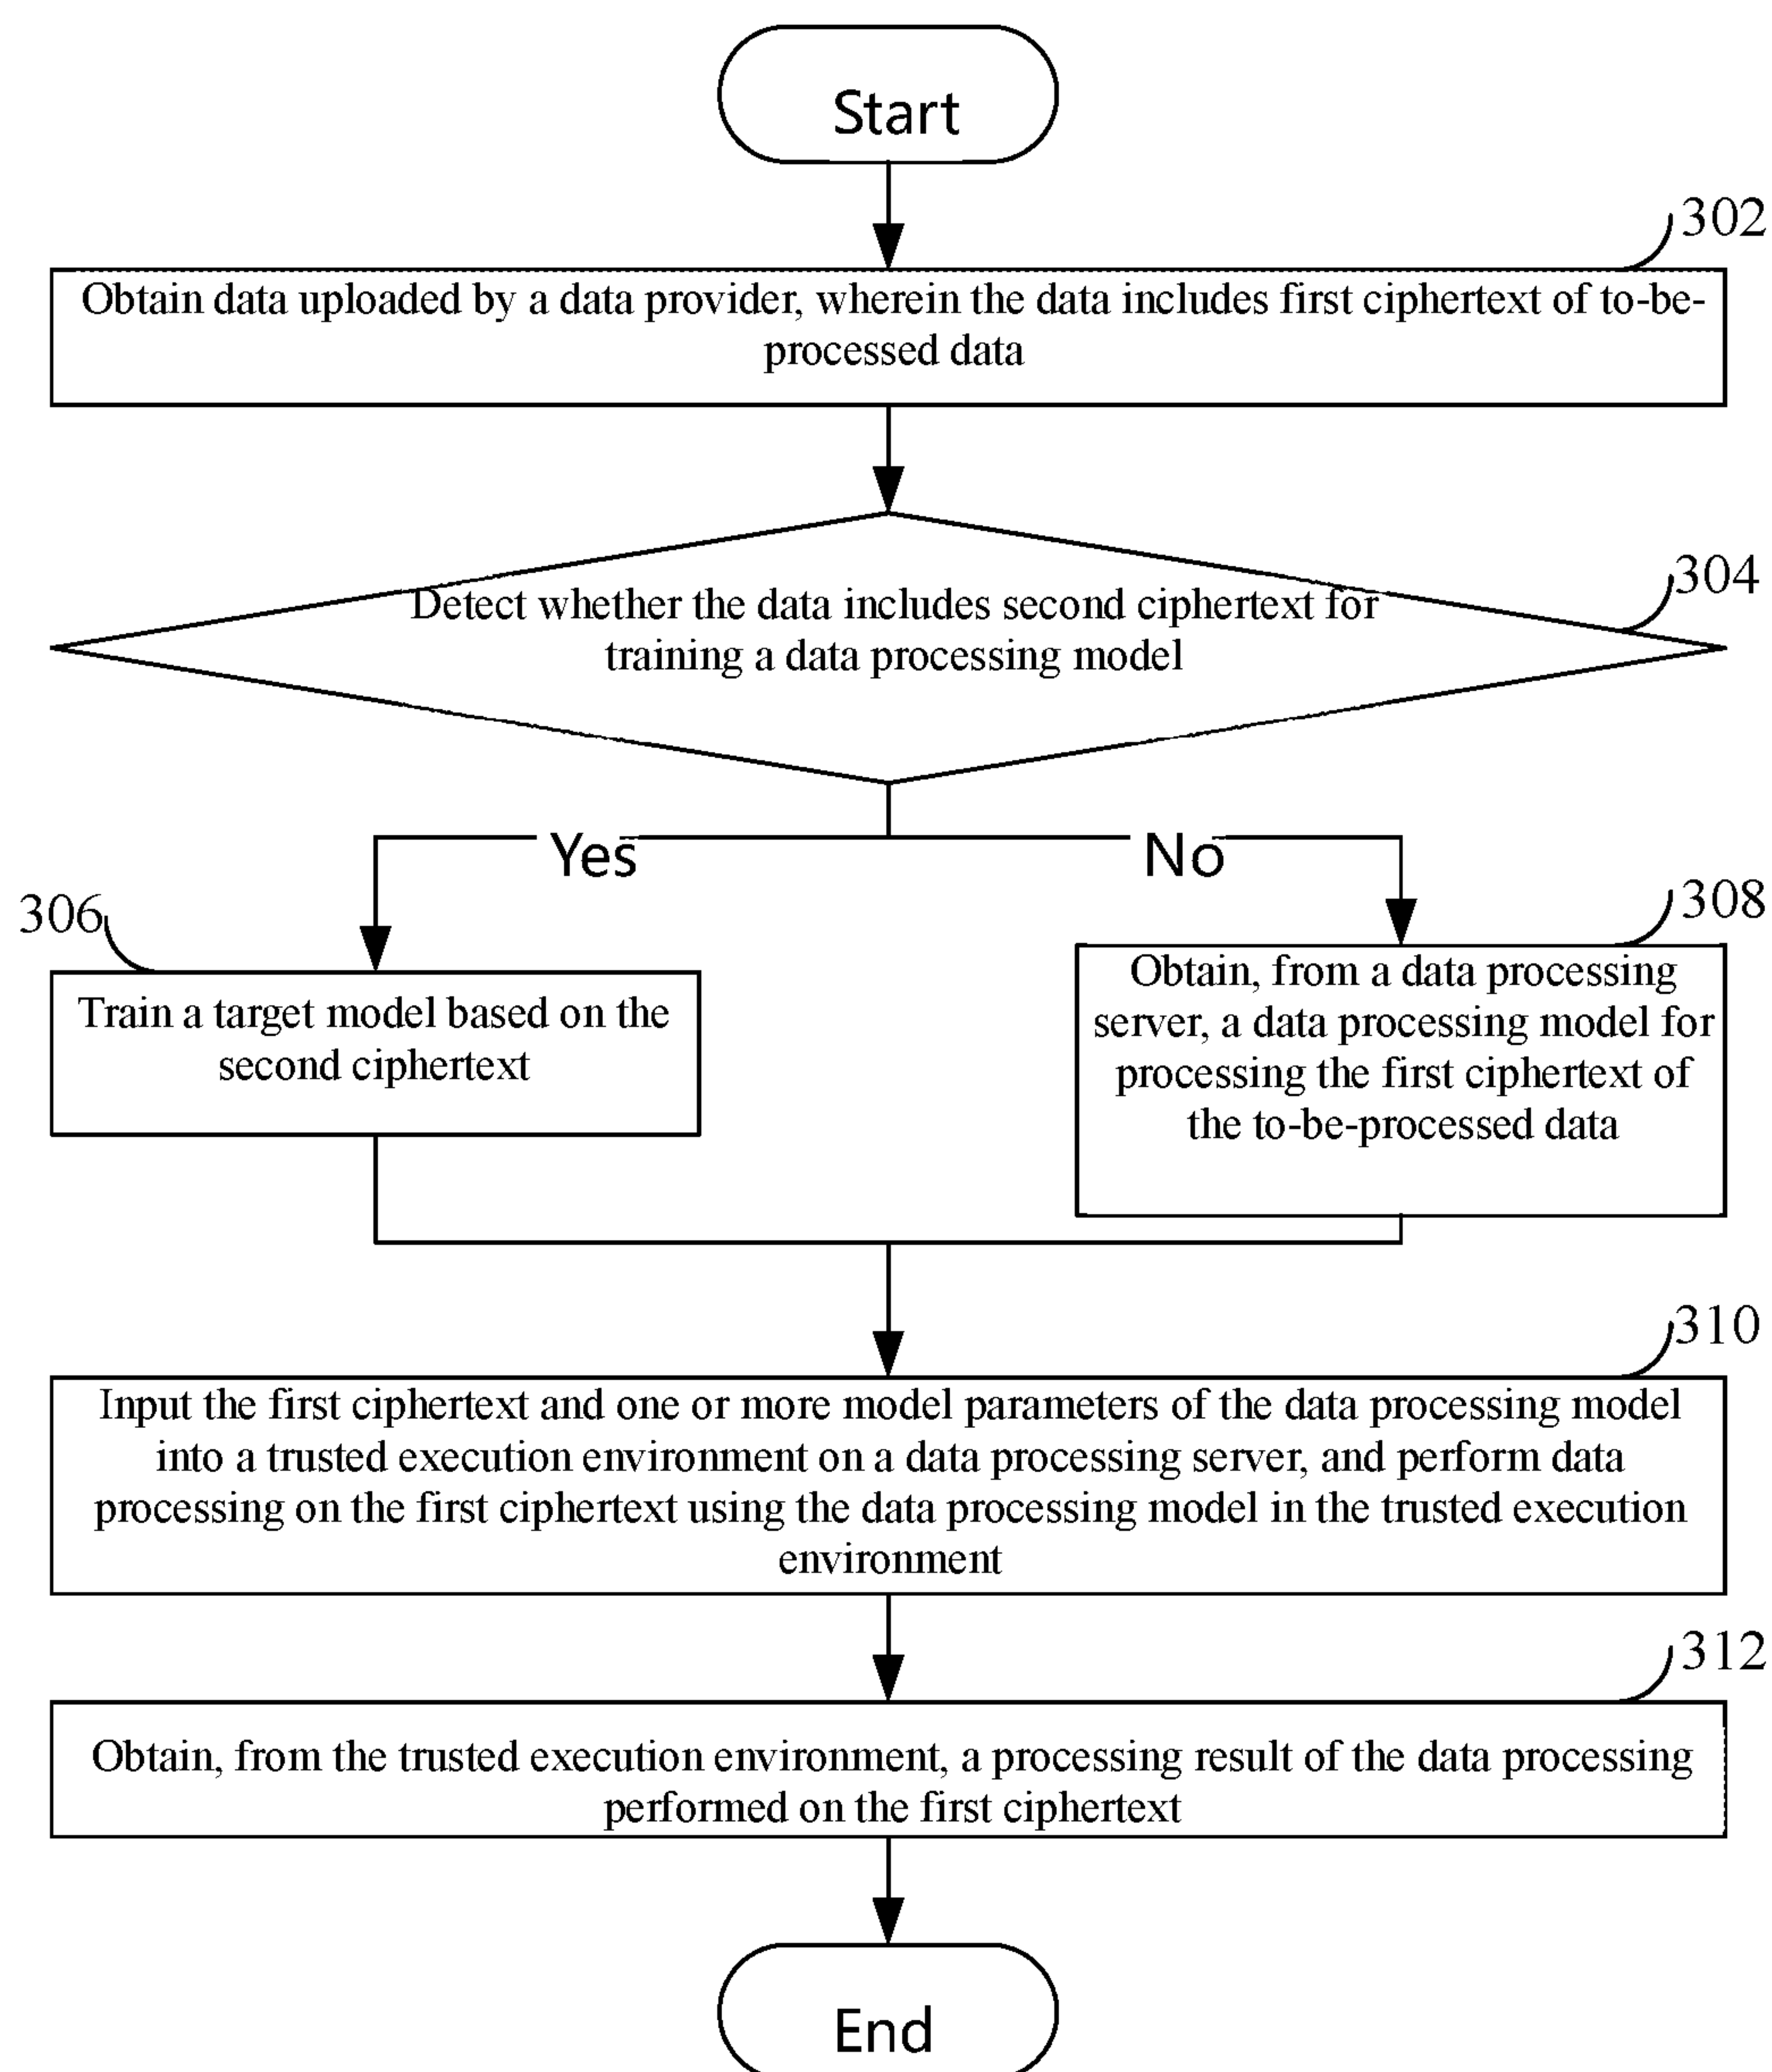 Start
302
Obtain data uploaded by a data provider, wherein the data includes first ciphertext of to-be-
processed data
304
Detect whether the data includes second ciphertext for
training a data processing model
Yes
No
306
308
Train a target model based on the
second ciphertext
Obtain, from a data processing
server, a data processing model for
processing the first ciphertext of
the to-be-processed data
310
Input the first ciphertext and one or more model parameters of the data processing model
into a trusted execution environment on a data processing server, and perform data
processing on the first ciphertext using the data processing model in the trusted execution
environment
312
Obtain, from the trusted execution environment, a processing result of the data processing
performed on the first ciphertext
End